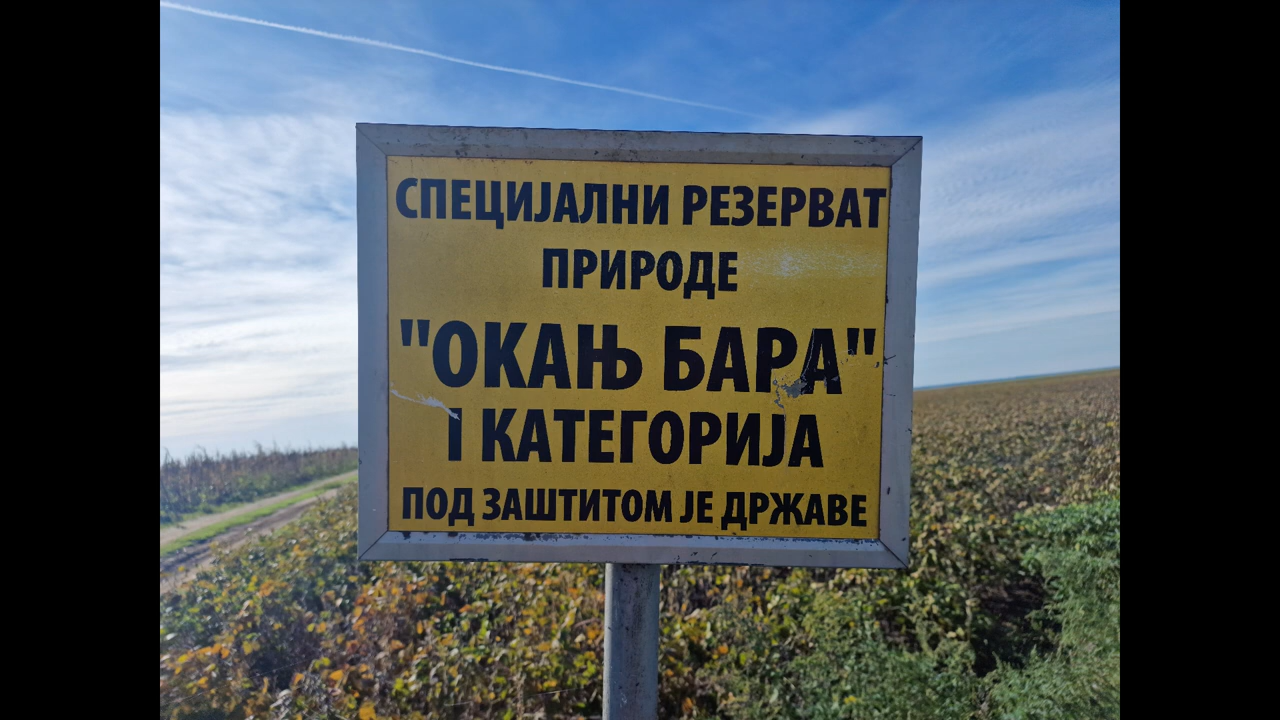 СПЕЦИЈАЛНИ РЕЗЕРВАТ
ПРИРОДЕ
"ОКАЊ БАРА"
I КАТЕГОРИЈА
ПОД ЗАШТИТОМ ЈЕ ДРЖАВЕ